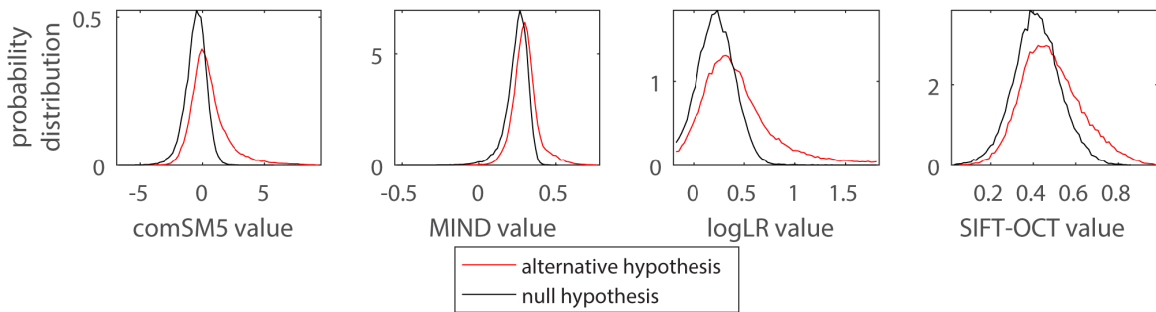 probability
distribution
0.5
0
-5 0 5
comSM5 value
5
0
-0.5 0 0.5
MIND value
1
0
0 0.5 1 1.5
logLR value
2
0
0.2 0.4 0.6 0.8
SIFT-OCT value
alternative hypothesis
null hypothesis